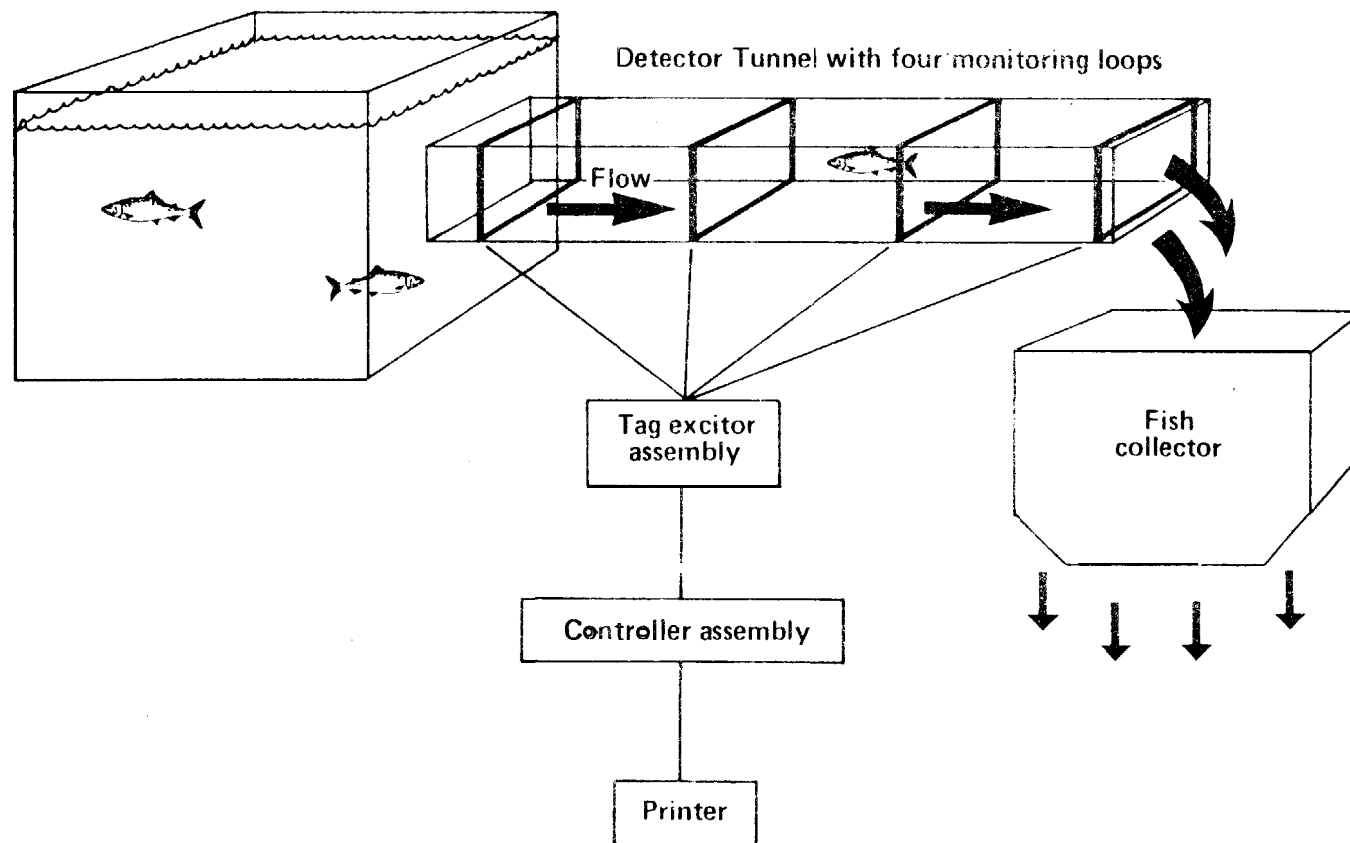 Detector Tunnel with four monitoring loops
Flow
Tag excitor
assembly
Fish
collector
Controller assembly
Printer